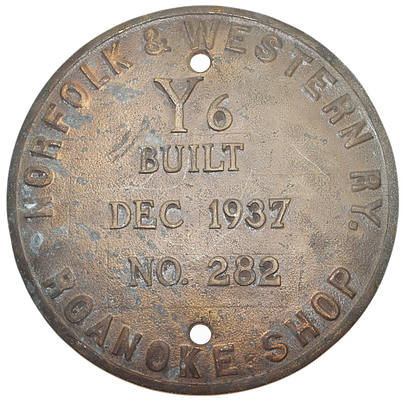 NORFOLK & WESTERN RY.
Y6
BUILT
DEC 1937
NO. 282
ROANOKE SHOP